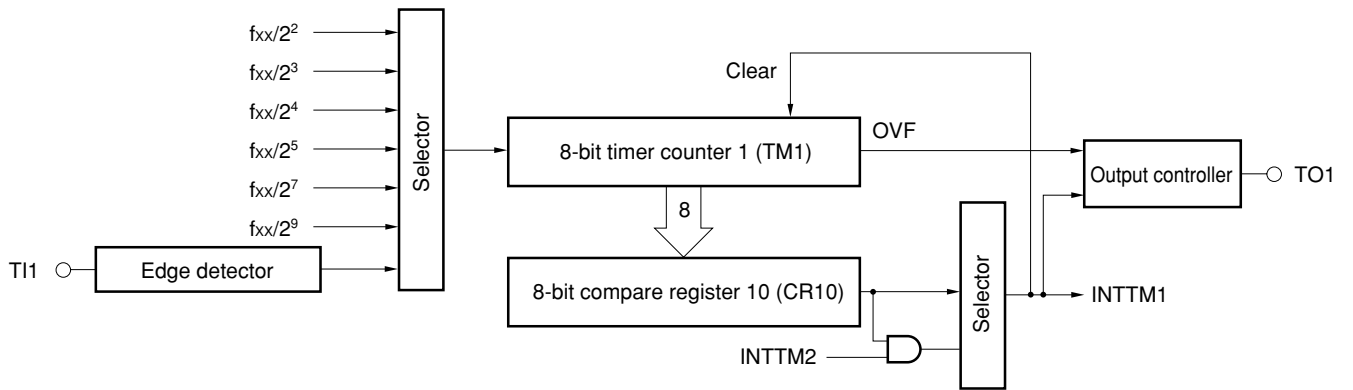 fxx/2²
fxx/2³
fxx/2⁴
fxx/2⁵
fxx/2⁷
fxx/2⁹
TI1
Edge detector
Selector
Clear
8-bit timer counter 1 (TM1)
OVF
Output controller
TO1
8
8-bit compare register 10 (CR10)
Selector
INTTM1
INTTM2